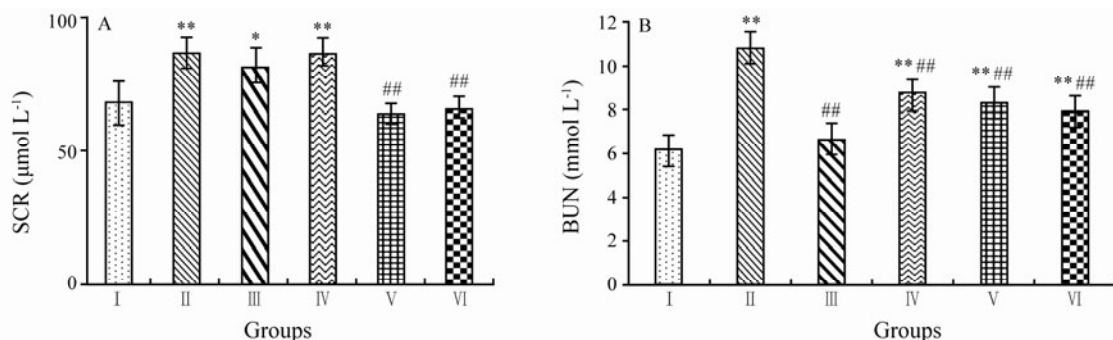 A
SCR (µmol L⁻¹)
100
50
0
**
*
**
##
##
I II III IV V VI
Groups
B
BUN (mmol L⁻¹)
12
10
8
6
4
2
0
**
##
** ##
** ##
** ##
I II III IV V VI
Groups